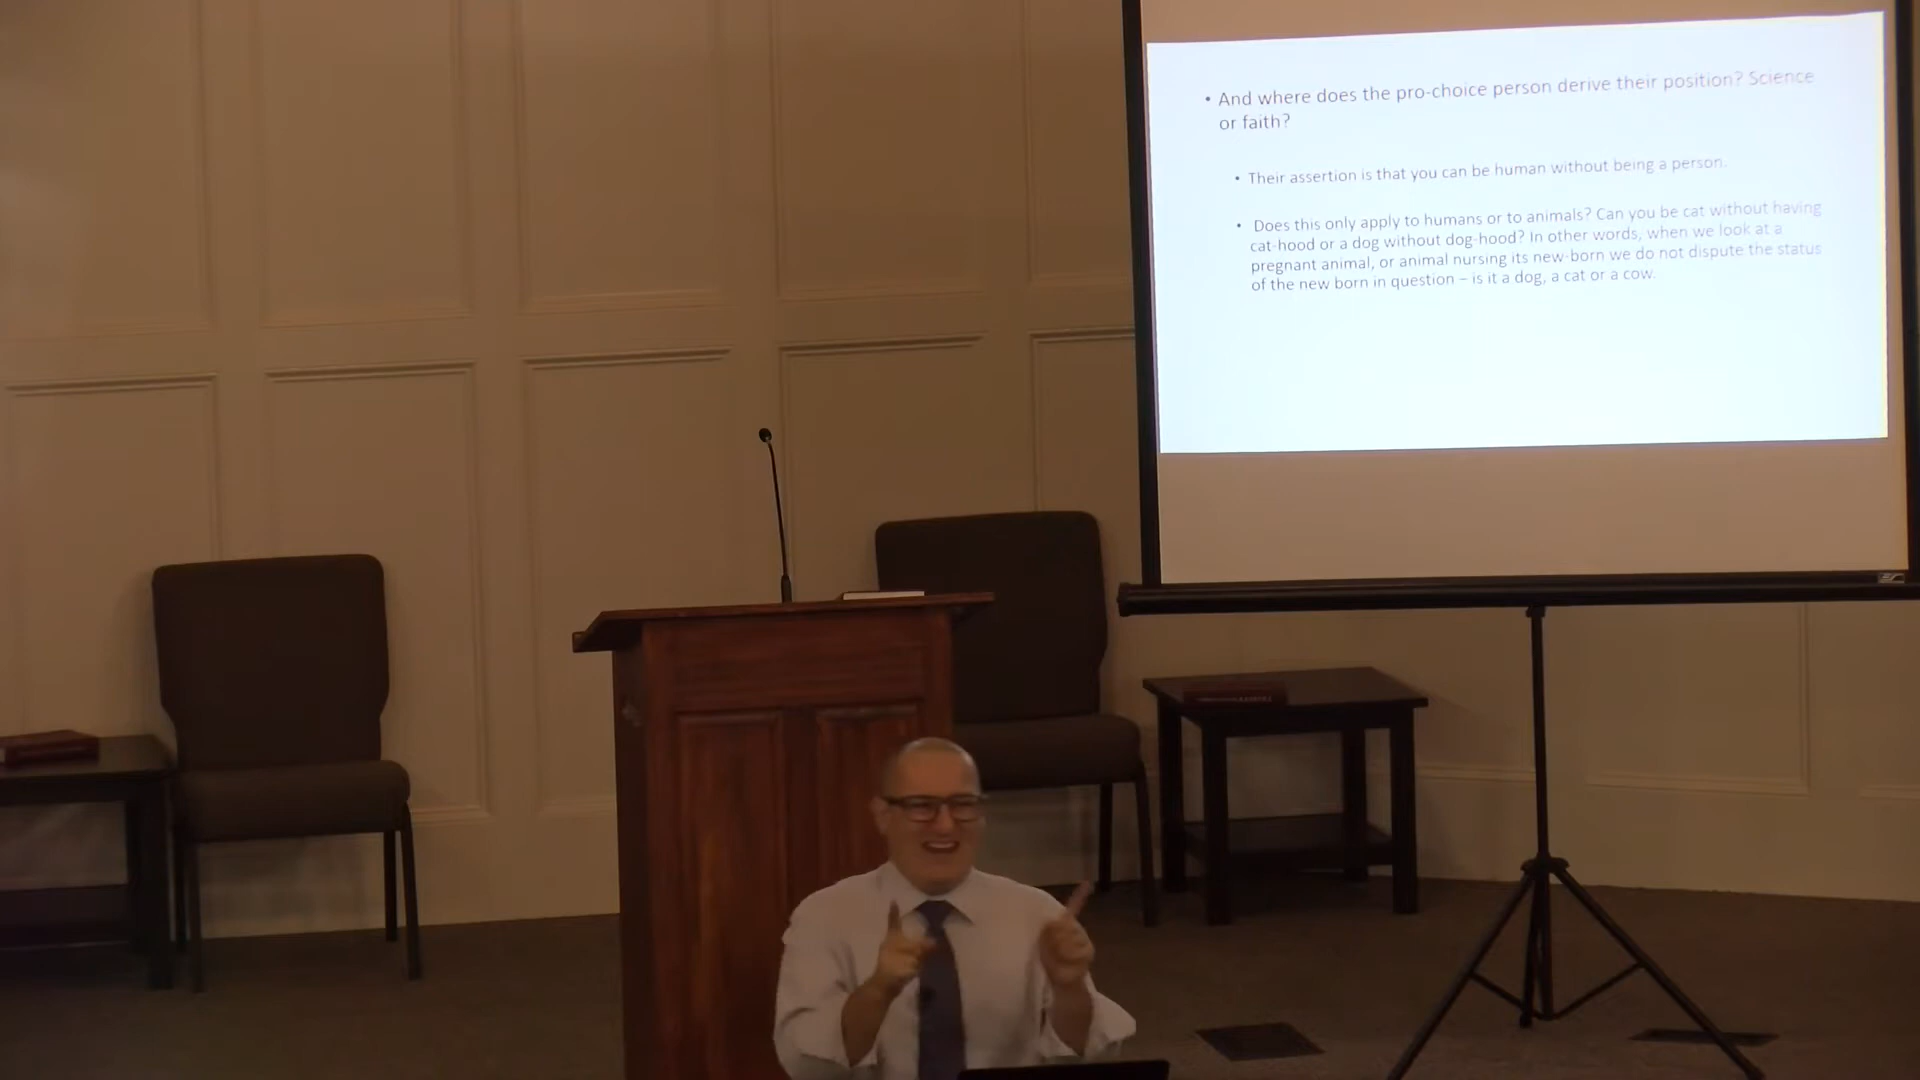 • And where does the pro-choice person derive their position? Science
or faith?
• Their assertion is that you can be human without being a person.
• Does this only apply to humans or to animals? Can you be cat without having
cat-hood or a dog without dog-hood? In other words, when we look at a
pregnant animal, or animal nursing its new-born we do not dispute the status
of the new born in question – is it a dog, a cat or a cow.